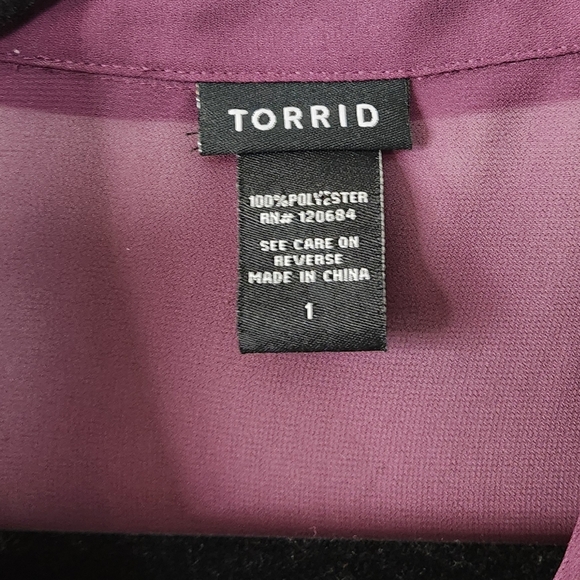 TORRID
100%POLYESTER
RN# 120684
SEE CARE ON
REVERSE
MADE IN CHINA
1